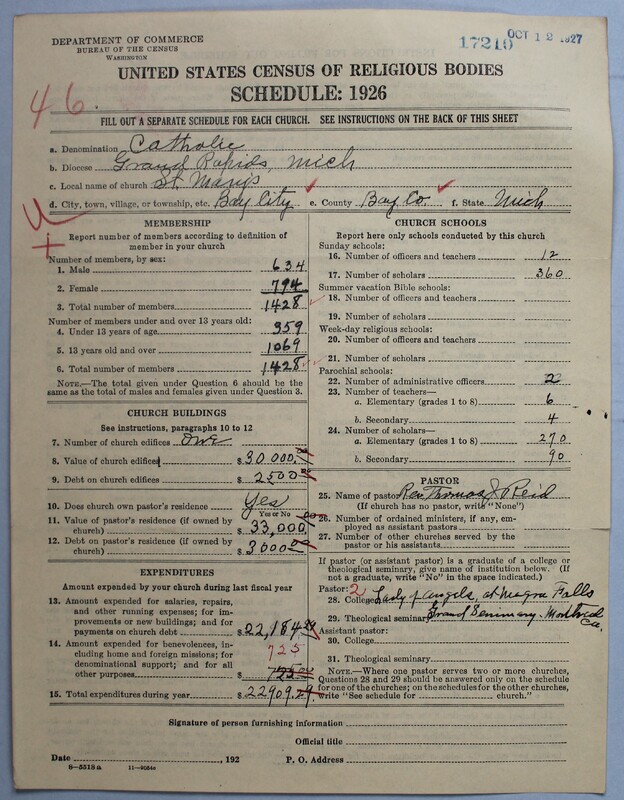 DEPARTMENT OF COMMERCE
BUREAU OF THE CENSUS
WASHINGTON
17210 OCT 12 1927
UNITED STATES CENSUS OF RELIGIOUS BODIES
SCHEDULE: 1926
46.
FILL OUT A SEPARATE SCHEDULE FOR EACH CHURCH. SEE INSTRUCTIONS ON THE BACK OF THIS SHEET
a. Denomination Catholic
b. Diocese Grand Rapids, Mich
c. Local name of church St. Mary's
d. City, town, village, or township, etc. Bay City e. County Bay Co. f. State Mich
MEMBERSHIP
Report number of members according to definition of
member in your church
Number of members, by sex:
1. Male 634
2. Female 794
3. Total number of members 1428
Number of members under and over 13 years old:
4. Under 13 years of age 359
5. 13 years old and over 1069
6. Total number of members 1428
NOTE.—The total given under Question 6 should be the
same as the total of males and females given under Question 3.
CHURCH BUILDINGS
See instructions, paragraphs 10 to 12
7. Number of church edifices One
8. Value of church edifices $ 30000.00
9. Debt on church edifices $ 2500.00
10. Does church own pastor's residence Yes
Yes or No
11. Value of pastor's residence (if owned by
church) $ 33,000.00
12. Debt on pastor's residence (if owned by
church) $ 3000.00
EXPENDITURES
Amount expended by your church during last fiscal year
13. Amount expended for salaries, repairs,
and other running expenses; for im-
provements or new buildings; and for
payments on church debt $ 22,184.29
14. Amount expended for benevolences,
including home and foreign missions; for
denominational support; and for all
other purposes $ 725.00
725
15. Total expenditures during year $ 22909.29
CHURCH SCHOOLS
Report here only schools conducted by this church
Sunday schools:
16. Number of officers and teachers 12
17. Number of scholars 360
Summer vacation Bible schools:
18. Number of officers and teachers
19. Number of scholars
Week-day religious schools:
20. Number of officers and teachers
21. Number of scholars
Parochial schools:
22. Number of administrative officers 2
23. Number of teachers—
a. Elementary (grades 1 to 8) 6
b. Secondary 4
24. Number of scholars—
a. Elementary (grades 1 to 8) 270
b. Secondary 90
PASTOR
25. Name of pastor Rev Thomas J Reid
(If church has no pastor, write "None")
26. Number of ordained ministers, if any, em-
ployed as assistant pastors
27. Number of other churches served by the
pastor or his assistants
If pastor (or assistant pastor) is a graduate of a college or
theological seminary, give name of institution below. (If
not a graduate, write "No" in the space indicated.)
Pastor: 2
28. College Lady of Angels, at Niagra Falls
29. Theological seminary Grand Seminary. Montreal Ca.
Assistant pastor:
30. College
31. Theological seminary
NOTE.—Where one pastor serves two or more churches,
Questions 28 and 29 should be answered only on the schedule
for one of the churches; on the schedules for the other churches,
write "See schedule for church."
Signature of person furnishing information
Official title
Date , 192 P. O. Address
8—5518a 11—9054a